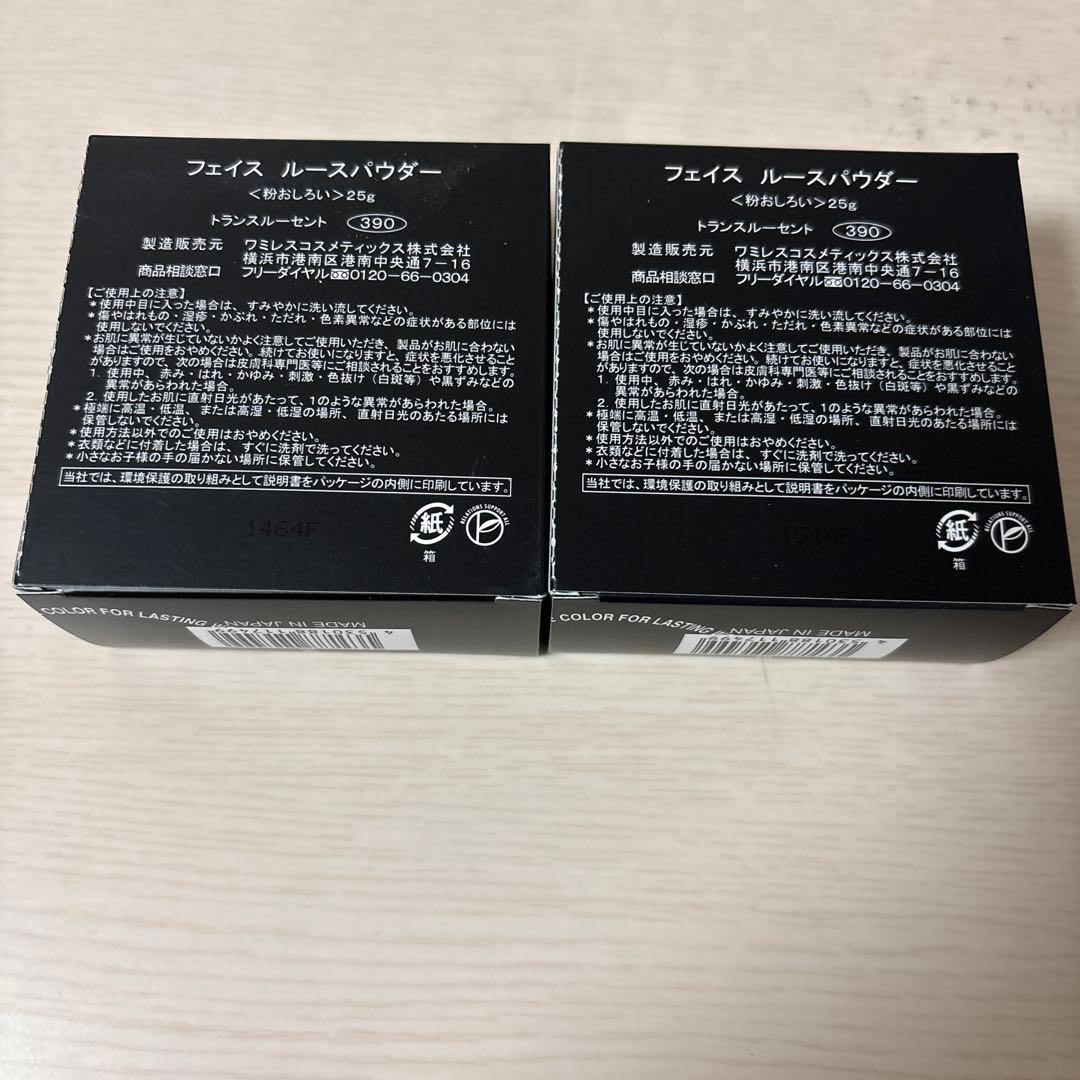 フェイス ルースパウダー
<粉おしろい>25g
トランスルーセント 390
製造販売元 ワミレスコスメティックス株式会社
横浜市港南区港南中央通7-16
商品相談窓口 フリーダイヤル 0120-66-0304
【ご使用上の注意】
*使用中目に入った場合は、すみやかに洗い流してください。
*傷やはれもの・湿疹・かぶれ・ただれ・色素異常などの症状がある部位には
使用しないでください。
*お肌に異常が生じていないかよく注意してご使用いただき、製品がお肌に合わない
場合はご使用をおやめください。続けてお使いになりますと、症状を悪化させること
がありますので、次の場合は皮膚科専門医等にご相談されることをおすすめします。
1. 使用中、赤み・はれ・かゆみ・刺激・色抜け(白斑等)や黒ずみなどの
異常があらわれた場合。
2. 使用したお肌に直射日光があたって、1のような異常があらわれた場合。
*極端に高温・低温、または高湿・低湿の場所、直射日光のあたる場所には
保管しないでください。
*使用方法以外でのご使用はおやめください。
*衣類などに付着した場合は、すぐに洗剤で洗ってください。
*小さなお子様の手の届かない場所に保管してください。
当社では、環境保護の取り組みとして説明書をパッケージの内側に印刷しています。
1464F
紙
箱
RELATIONS SUPPORT ALL
COLOR FOR LASTING
MADE IN JAPAN
フェイス ルースパウダー
<粉おしろい>25g
トランスルーセント 390
製造販売元 ワミレスコスメティックス株式会社
横浜市港南区港南中央通7-16
商品相談窓口 フリーダイヤル 0120-66-0304
【ご使用上の注意】
*使用中目に入った場合は、すみやかに洗い流してください。
*傷やはれもの・湿疹・かぶれ・ただれ・色素異常などの症状がある部位には
使用しないでください。
*お肌に異常が生じていないかよく注意してご使用いただき、製品がお肌に合わない
場合はご使用をおやめください。続けてお使いになりますと、症状を悪化させること
がありますので、次の場合は皮膚科専門医等にご相談されることをおすすめします。
1. 使用中、赤み・はれ・かゆみ・刺激・色抜け(白斑等)や黒ずみなどの
異常があらわれた場合。
2. 使用したお肌に直射日光があたって、1のような異常があらわれた場合。
*極端に高温・低温、または高湿・低湿の場所、直射日光のあたる場所には
保管しないでください。
*使用方法以外でのご使用はおやめください。
*衣類などに付着した場合は、すぐに洗剤で洗ってください。
*小さなお子様の手の届かない場所に保管してください。
当社では、環境保護の取り組みとして説明書をパッケージの内側に印刷しています。
1514F
紙
箱
RELATIONS SUPPORT ALL
COLOR FOR LASTING
MADE IN JAPAN